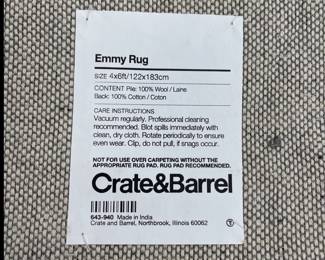 Emmy Rug
SIZE 4x6ft/122x183cm
CONTENT Pile: 100% Wool / Laine
Back: 100% Cotton / Coton
CARE INSTRUCTIONS
Vacuum regularly. Professional cleaning
recommended. Blot spills immediately with
clean, dry cloth. Rotate periodically to ensure
even wear. Clip, do not pull, if snags occur.
NOT FOR USE OVER CARPETING WITHOUT THE
APPROPRIATE RUG PAD. RUG PAD RECOMMENDED.
Crate&Barrel
643-940 Made in India
Crate and Barrel, Northbrook, Illinois 60062